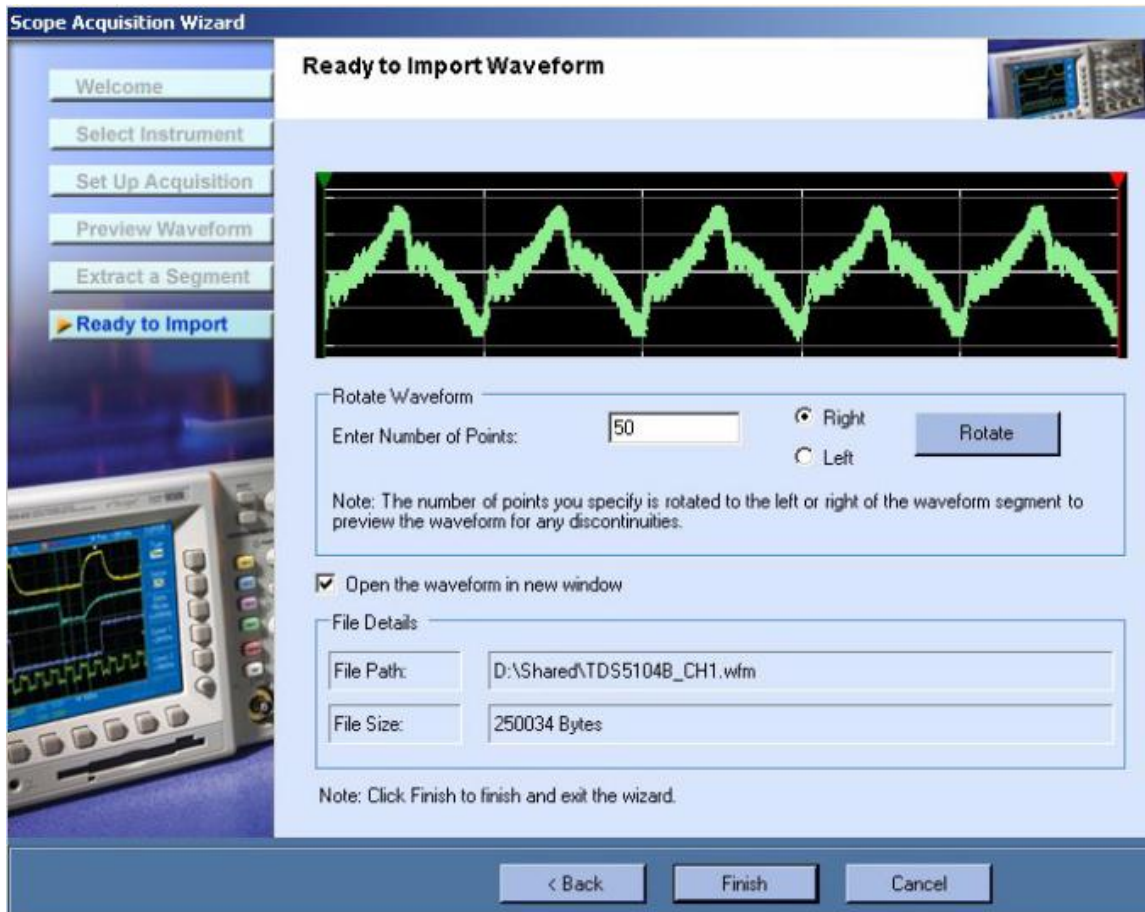 Scope Acquisition Wizard
Welcome
Select Instrument
Set Up Acquisition
Preview Waveform
Extract a Segment
Ready to Import
Ready to Import Waveform
Rotate Waveform
Enter Number of Points:
50
Right
Left
Rotate
Note: The number of points you specify is rotated to the left or right of the waveform segment to
preview the waveform for any discontinuities.
Open the waveform in new window
File Details
File Path:
D:\Shared\TDS5104B_CH1.wfm
File Size:
250034 Bytes
Note: Click Finish to finish and exit the wizard.
< Back
Finish
Cancel